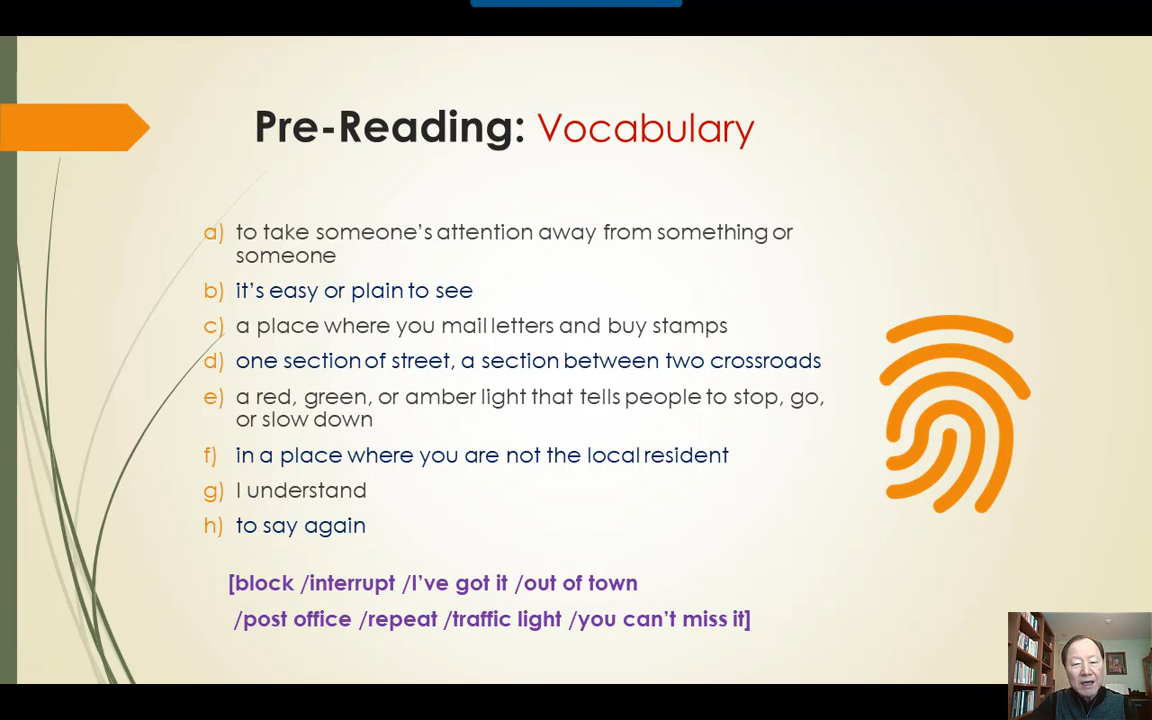 Pre-Reading: Vocabulary
a) to take someone's attention away from something or
someone
b) it's easy or plain to see
c) a place where you mail letters and buy stamps
d) one section of street, a section between two crossroads
e) a red, green, or amber light that tells people to stop, go,
or slow down
f) in a place where you are not the local resident
g) I understand
h) to say again
[block /interrupt /I've got it /out of town
/post office /repeat /traffic light /you can't miss it]